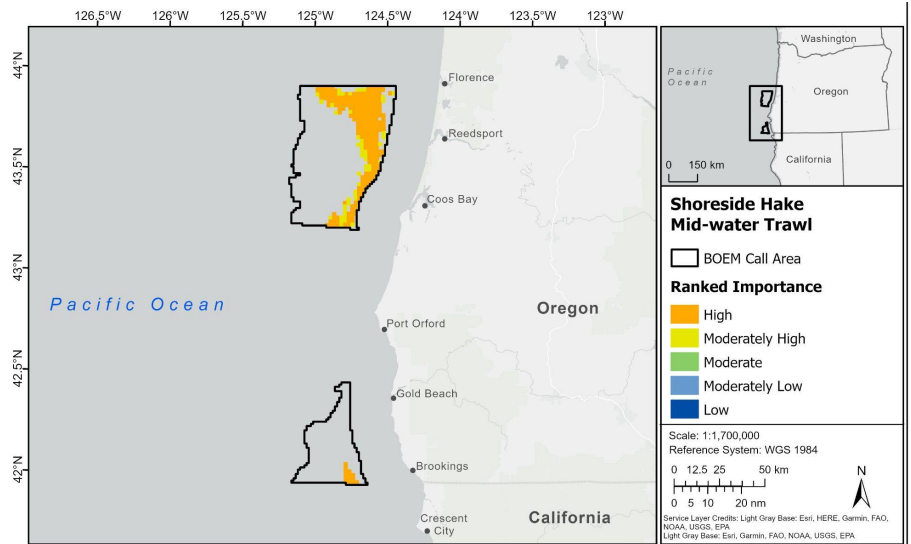 126.5°W 126°W 125.5°W 125°W 124.5°W 124°W 123.5°W 123°W
44°N
43.5°N
43°N
42.5°N
42°N
Florence
Reedsport
Coos Bay
Pacific Ocean
Oregon
Port Orford
Gold Beach
Brookings
Crescent
City
California
Washington
Pacific
Ocean
Oregon
California
0 150 km
Shoreside Hake
Mid-water Trawl
BOEM Call Area
Ranked Importance
High
Moderately High
Moderate
Moderately Low
Low
Scale: 1:1,700,000
Reference System: WGS 1984
0 12.5 25 50 km
0 5 10 20 nm
N
Service Layer Credits: Light Gray Base: Esri, HERE, Garmin, FAO,
NOAA, USGS, EPA
Light Gray Base: Esri, Garmin, FAO, NOAA, USGS, EPA